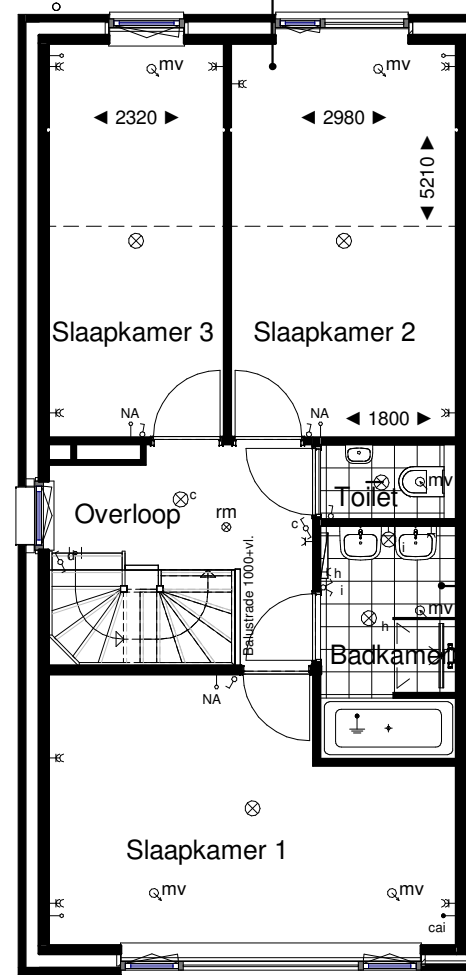 mv mv
2320 2980
5210
Slaapkamer 3 Slaapkamer 2
NA NA
1800
c
mv
Toilet
Overloop
rm
c
i
d
h
i
Balustrade 1000+vl.
mv
h
Badkamer
NA
Slaapkamer 1
mv mv
cai